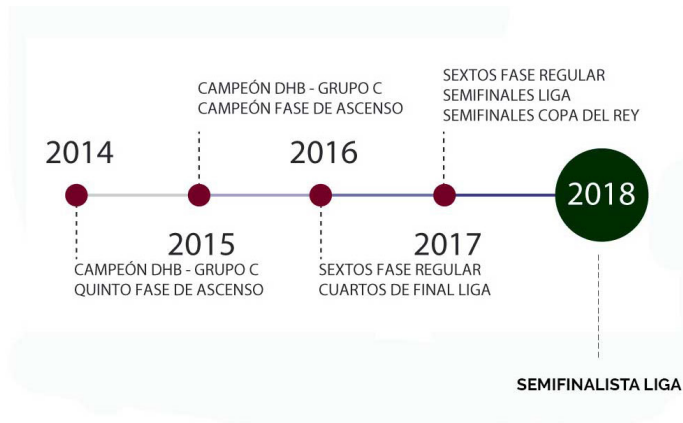 2014
CAMPEÓN DHB - GRUPO C
QUINTO FASE DE ASCENSO
CAMPEÓN DHB - GRUPO C
CAMPEÓN FASE DE ASCENSO
2015
2016
SEXTOS FASE REGULAR
CUARTOS DE FINAL LIGA
SEXTOS FASE REGULAR
SEMIFINALES LIGA
SEMIFINALES COPA DEL REY
2017
2018
SEMIFINALISTA LIGA